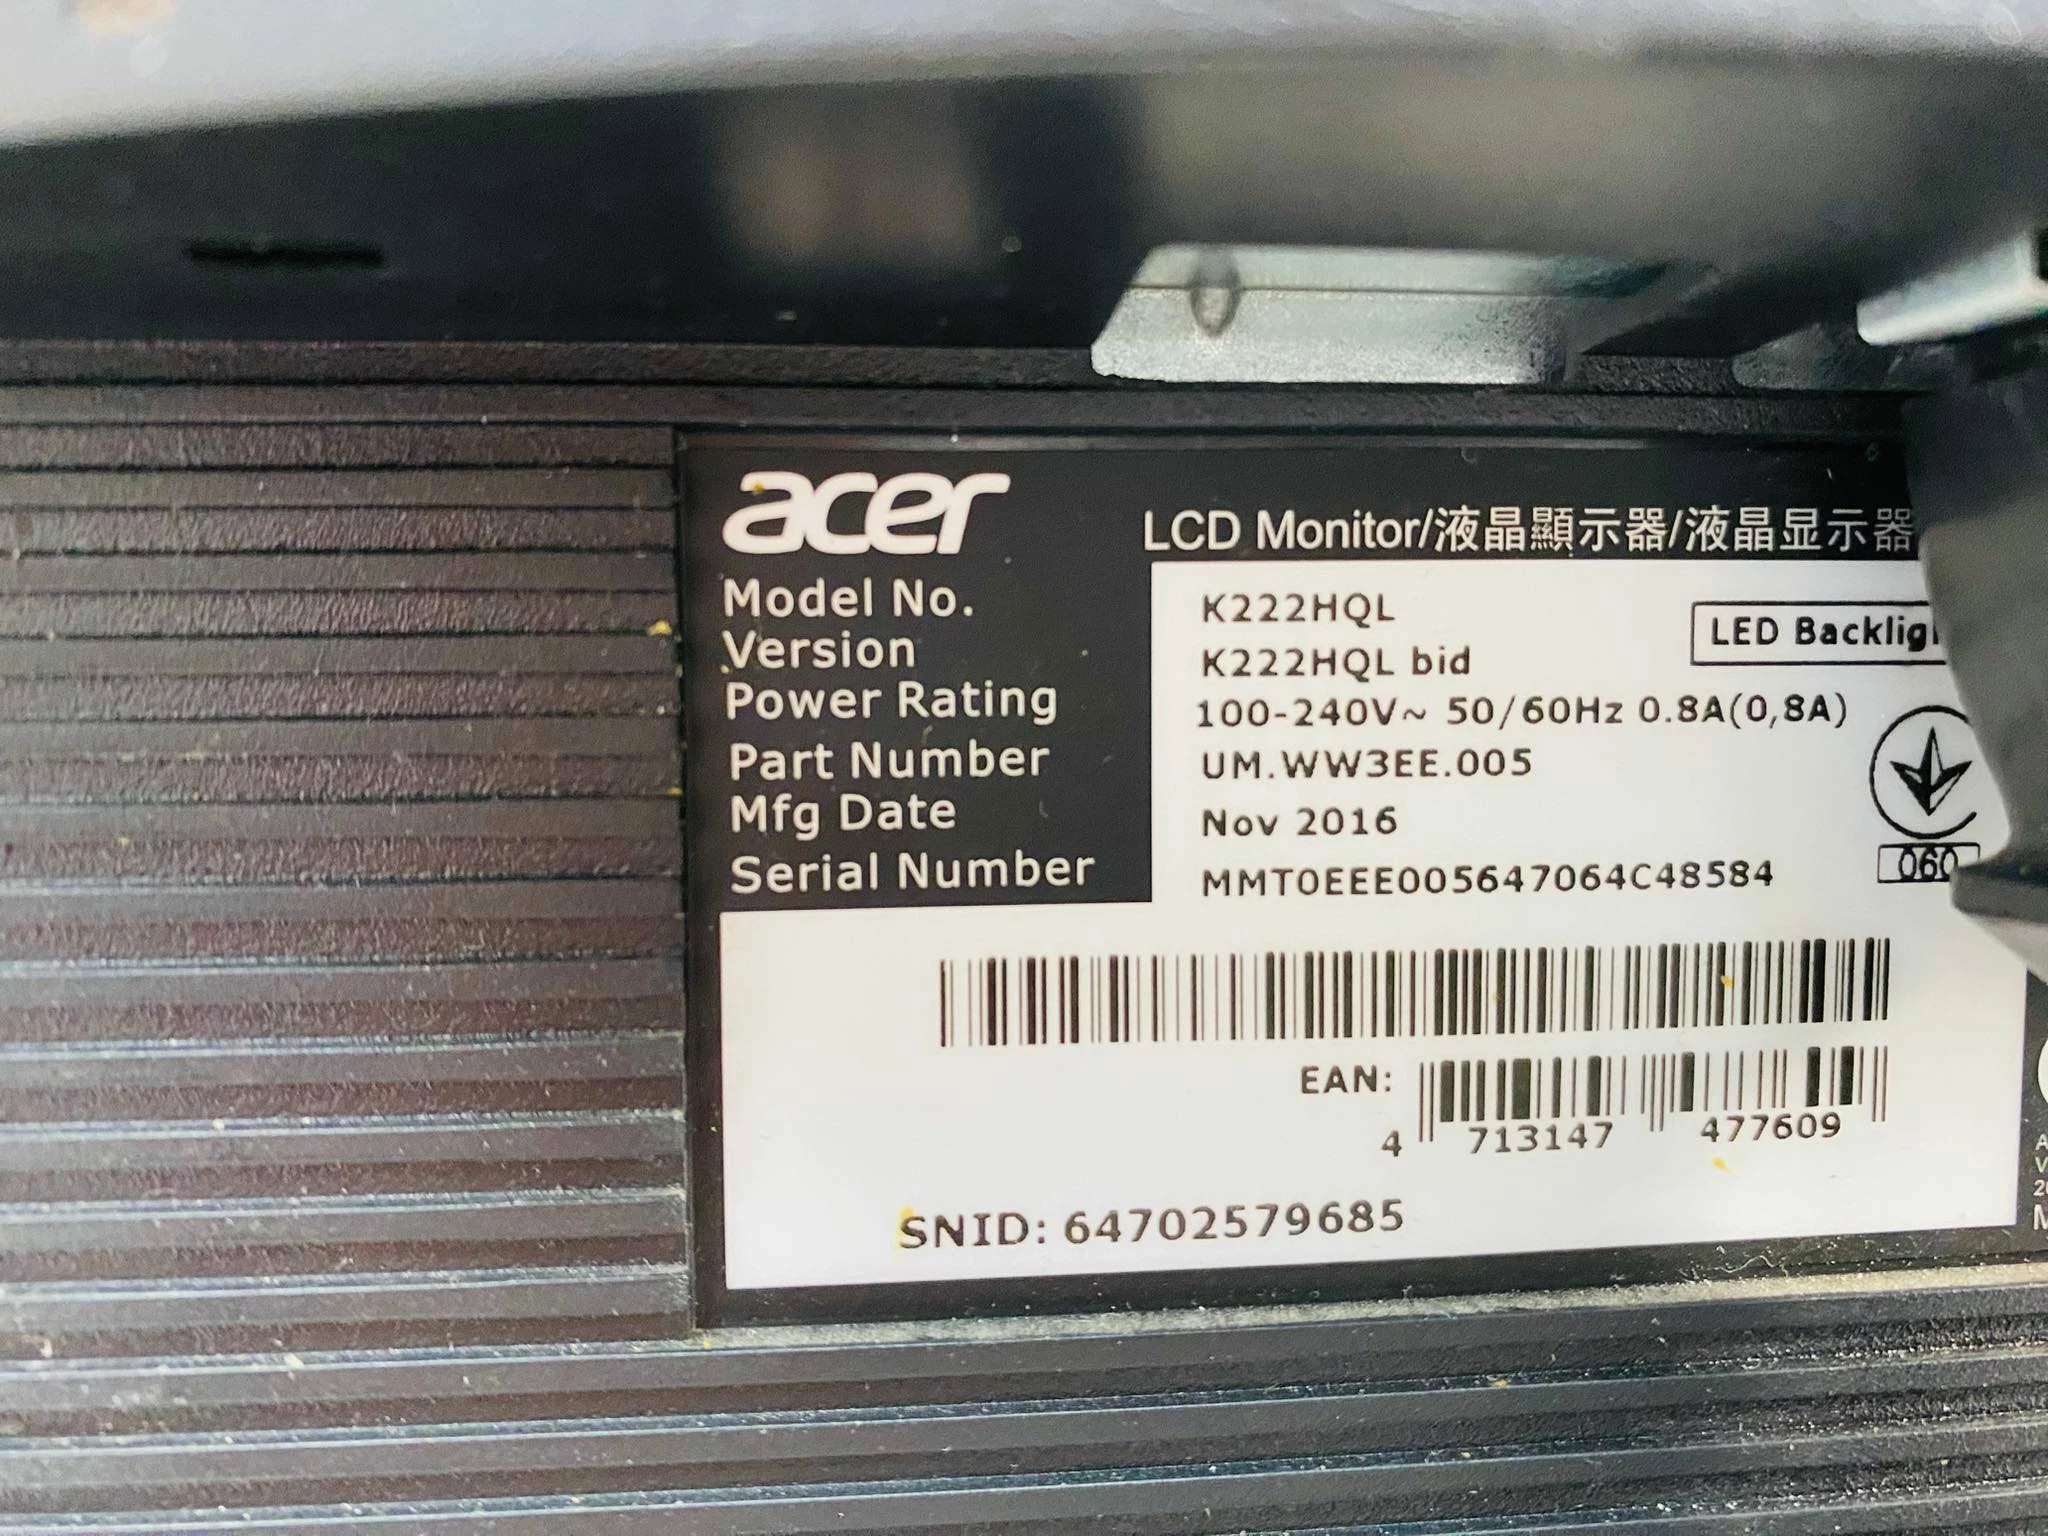 acer
LCD Monitor/液晶顯示器/液晶显示器
Model No. K222HQL
LED
Version K222HQL bid
Power Rating 100-240V~ 50/60Hz 0.8A(0,8A)
Part Number UM.WW3EE.005
Mfg Date Nov 2016
Serial Number MMT0EEE005647064C48584
060
EAN:
4 713147 477609
SNID: 64702579685